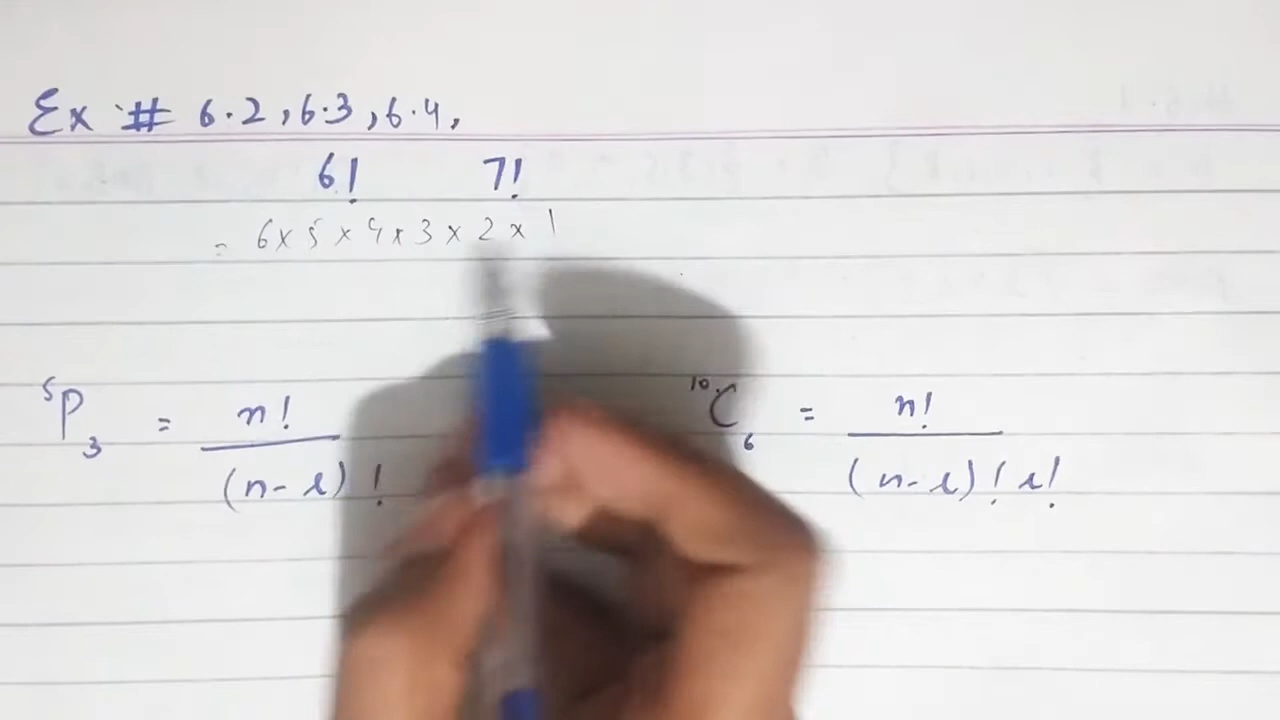 Ex # 6.2, 6.3, 6.4,
6! 7!
= 6 x 5 x 4 x 3 x 2 x 1
⁵P₃ = n! / (n-r)! ¹⁰C₆ = n! / (n-r)! r!